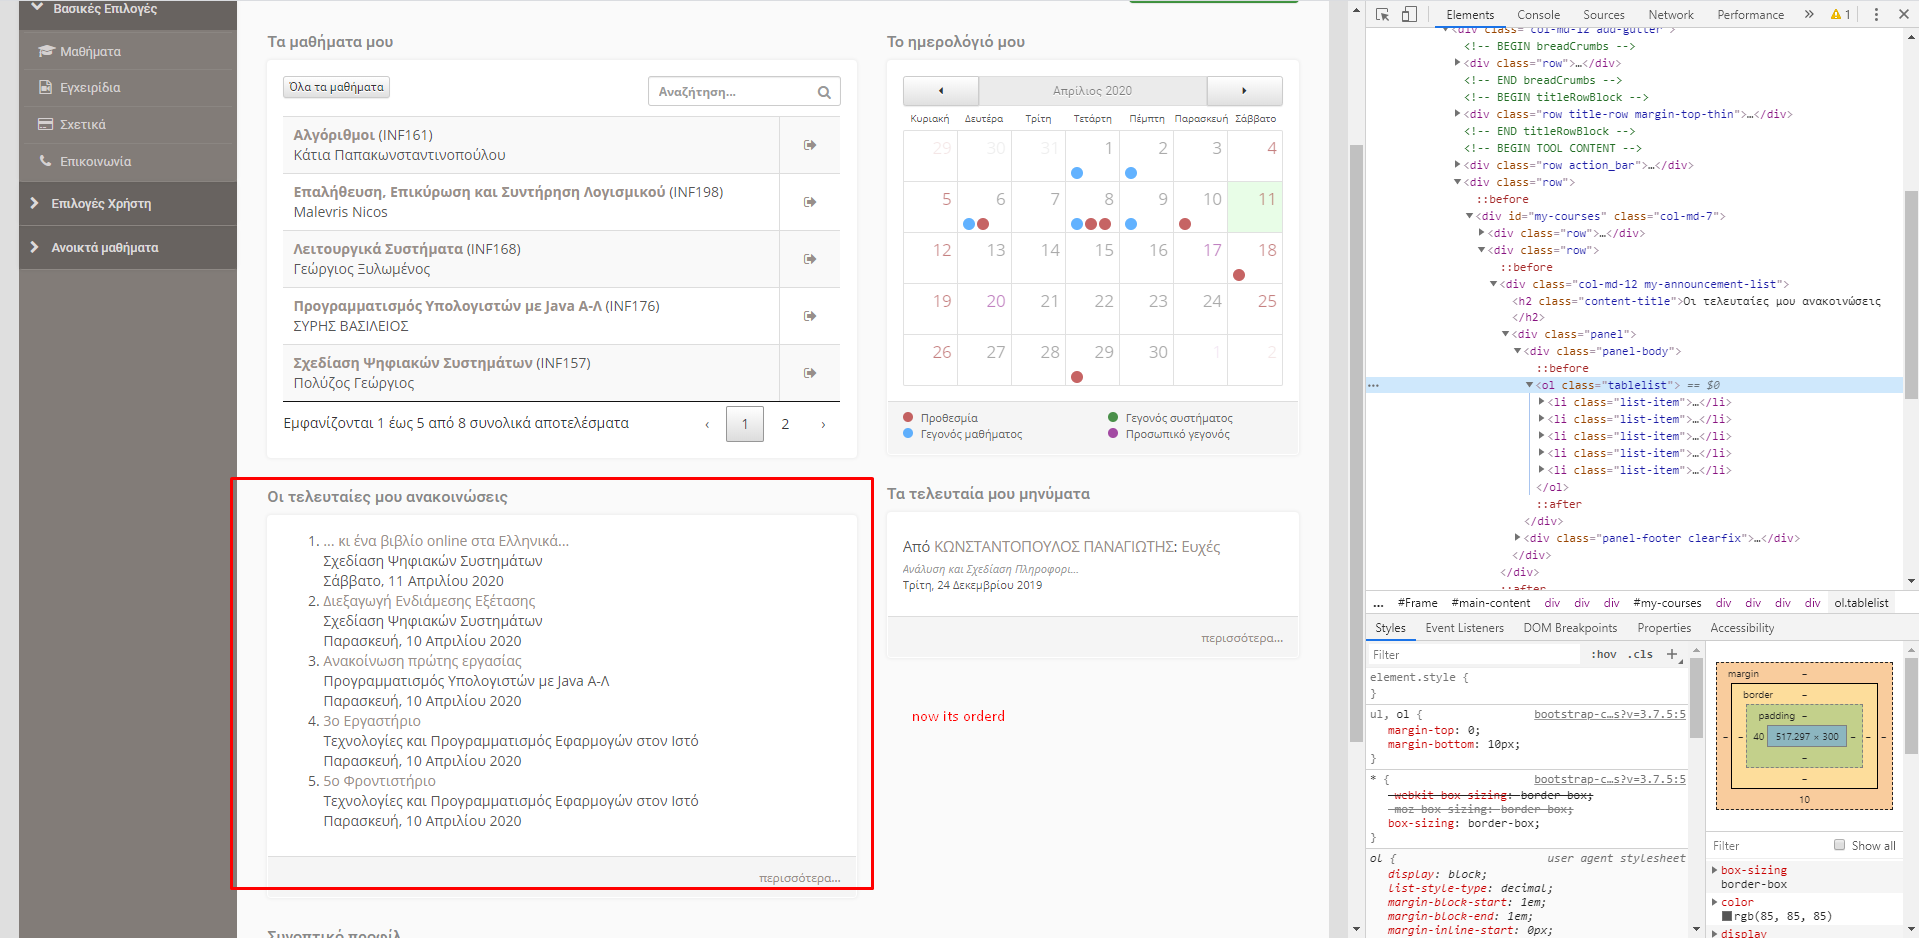 Βασικές Επιλογές
Μαθήματα
Εγχειρίδια
Σχετικά
Επικοινωνία
Επιλογές Χρήστη
Ανοικτά μαθήματα
Τα μαθήματα μου
Όλα τα μαθήματα
Αναζήτηση...
Αλγόριθμοι (INF161)
Κάτια Παπακωνσταντινοπούλου
Επαλήθευση, Επικύρωση και Συντήρηση Λογισμικού (INF198)
Malevris Nicos
Λειτουργικά Συστήματα (INF168)
Γεώργιος Ξυλωμένος
Προγραμματισμός Υπολογιστών με Java Α-Λ (INF176)
ΣΥΡΗΣ ΒΑΣΙΛΕΙΟΣ
Σχεδίαση Ψηφιακών Συστημάτων (INF157)
Πολύζος Γεώργιος
Εμφανίζονται 1 έως 5 από 8 συνολικά αποτελέσματα
‹ 1 2 ›
Το ημερολόγιό μου
Απρίλιος 2020
Κυριακή Δευτέρα Τρίτη Τετάρτη Πέμπτη Παρασκευή Σάββατο
29 30 31 1 2 3 4
5 6 7 8 9 10 11
12 13 14 15 16 17 18
19 20 21 22 23 24 25
26 27 28 29 30 1 2
Προθεσμία Γεγονός συστήματος
Γεγονός μαθήματος Προσωπικό γεγονός
Οι τελευταίες μου ανακοινώσεις
1. ... κι ένα βιβλίο online στα Ελληνικά...
Σχεδίαση Ψηφιακών Συστημάτων
Σάββατο, 11 Απριλίου 2020
2. Διεξαγωγή Ενδιάμεσης Εξέτασης
Σχεδίαση Ψηφιακών Συστημάτων
Παρασκευή, 10 Απριλίου 2020
3. Ανακοίνωση πρώτης εργασίας
Προγραμματισμός Υπολογιστών με Java Α-Λ
Παρασκευή, 10 Απριλίου 2020
4. 3ο Εργαστήριο
Τεχνολογίες και Προγραμματισμός Εφαρμογών στον Ιστό
Παρασκευή, 10 Απριλίου 2020
5. 5ο Φροντιστήριο
Τεχνολογίες και Προγραμματισμός Εφαρμογών στον Ιστό
Παρασκευή, 10 Απριλίου 2020
περισσότερα...
Τα τελευταία μου μηνύματα
Από ΚΩΝΣΤΑΝΤΟΠΟΥΛΟΣ ΠΑΝΑΓΙΩΤΗΣ: Ευχές
Ανάλυση και Σχεδίαση Πληροφορι...
Τρίτη, 24 Δεκεμβρίου 2019
περισσότερα...
now its orderd
Elements Console Sources Network Performance » 1
<div class="col-md-12 add-gutter">
<!-- BEGIN breadCrumbs -->
<div class="row">…</div>
<!-- END breadCrumbs -->
<!-- BEGIN titleRowBlock -->
<div class="row title-row margin-top-thin">…</div>
<!-- END titleRowBlock -->
<!-- BEGIN TOOL CONTENT -->
<div class="row action_bar">…</div>
<div class="row">
::before
<div id="my-courses" class="col-md-7">
<div class="row">…</div>
<div class="row">
::before
<div class="col-md-12 my-announcement-list">
<h2 class="content-title">Οι τελευταίες μου ανακοινώσεις
</h2>
<div class="panel">
<div class="panel-body">
::before
… <ol class="tablelist"> == $0
<li class="list-item">…</li>
<li class="list-item">…</li>
<li class="list-item">…</li>
<li class="list-item">…</li>
<li class="list-item">…</li>
</ol>
::after
</div>
<div class="panel-footer clearfix">…</div>
</div>
</div>
::after
... #Frame #main-content div div div #my-courses div div div div ol.tablelist
Styles Event Listeners DOM Breakpoints Properties Accessibility
Filter :hov .cls +
element.style {
}
ul, ol { bootstrap-c…s?v=3.7.5:5
margin-top: 0;
margin-bottom: 10px;
}
* { bootstrap-c…s?v=3.7.5:5
-webkit-box-sizing: border-box;
-moz-box-sizing: border-box;
box-sizing: border-box;
}
ol { user agent stylesheet
display: block;
list-style-type: decimal;
margin-block-start: 1em;
margin-block-end: 1em;
margin-inline-start: 0px;
margin –
border –
padding –
– – 40 517.297 × 300 – – –
–
–
10
Filter Show all
box-sizing
border-box
color
rgb(85, 85, 85)
display
Συνοπτικό προφίλ